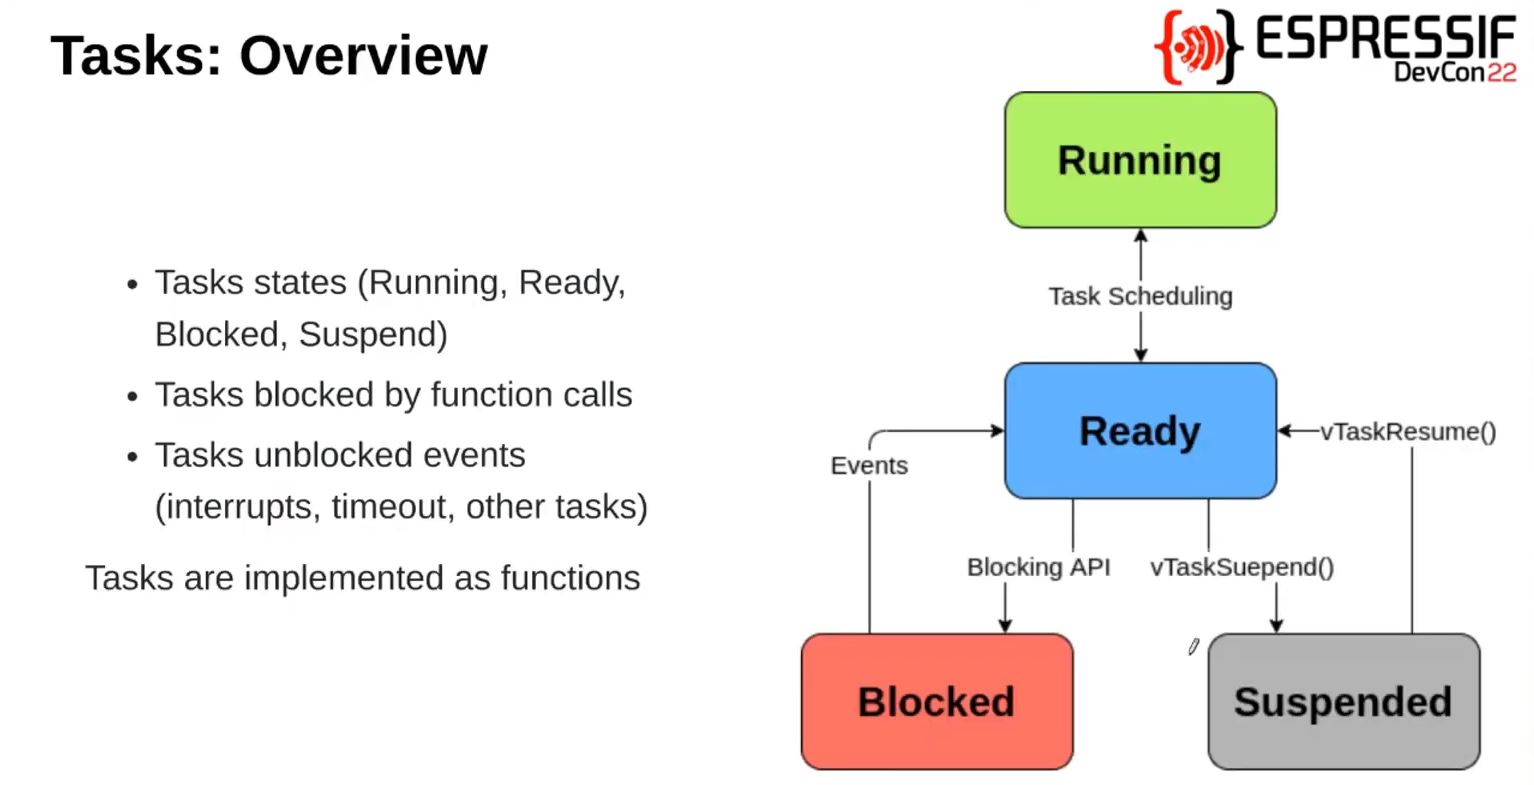 Tasks: Overview
ESPRESSIF
DevCon22
Running
Task Scheduling
Tasks states (Running, Ready,
Blocked, Suspend)
Tasks blocked by function calls
Tasks unblocked events
(interrupts, timeout, other tasks)
Tasks are implemented as functions
Ready
vTaskResume()
Events
Blocking API
vTaskSuepend()
Blocked
Suspended